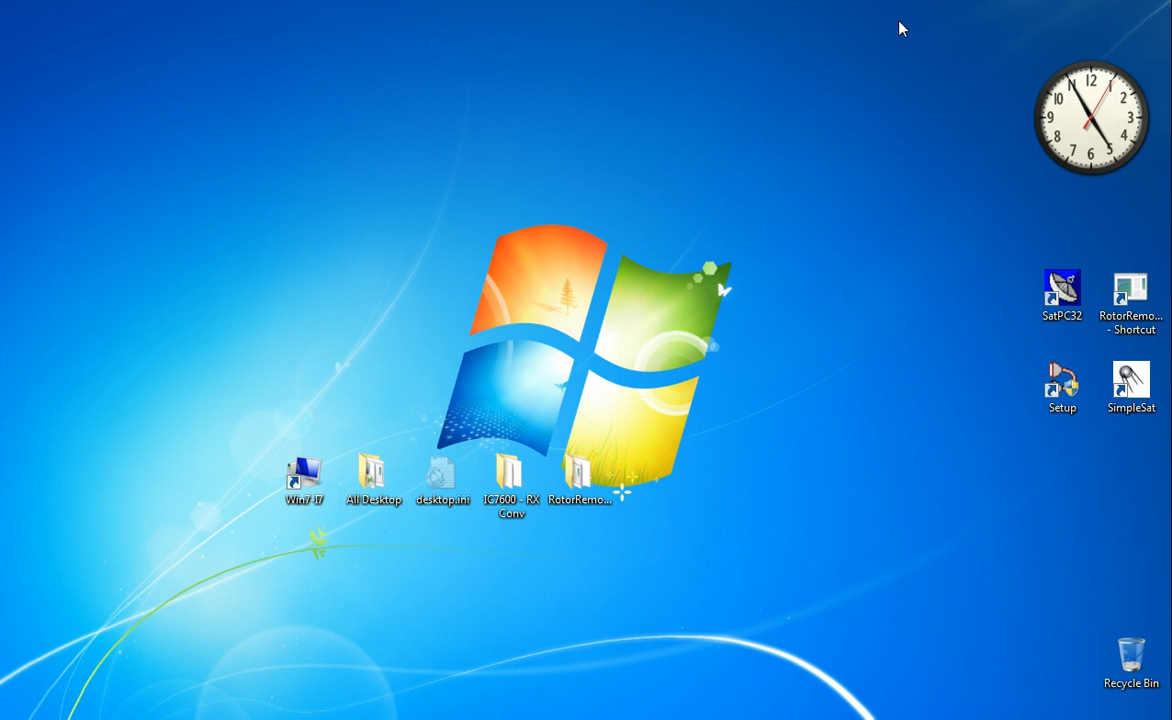 12
11
1
10
2
9
3
8
4
7
5
6
SatPC32
RotorRemo...
- Shortcut
Setup
SimpleSat
Win7-I7
All Desktop
desktop.ini
IC7600 - RX
Conv
RotorRemo...
Recycle Bin